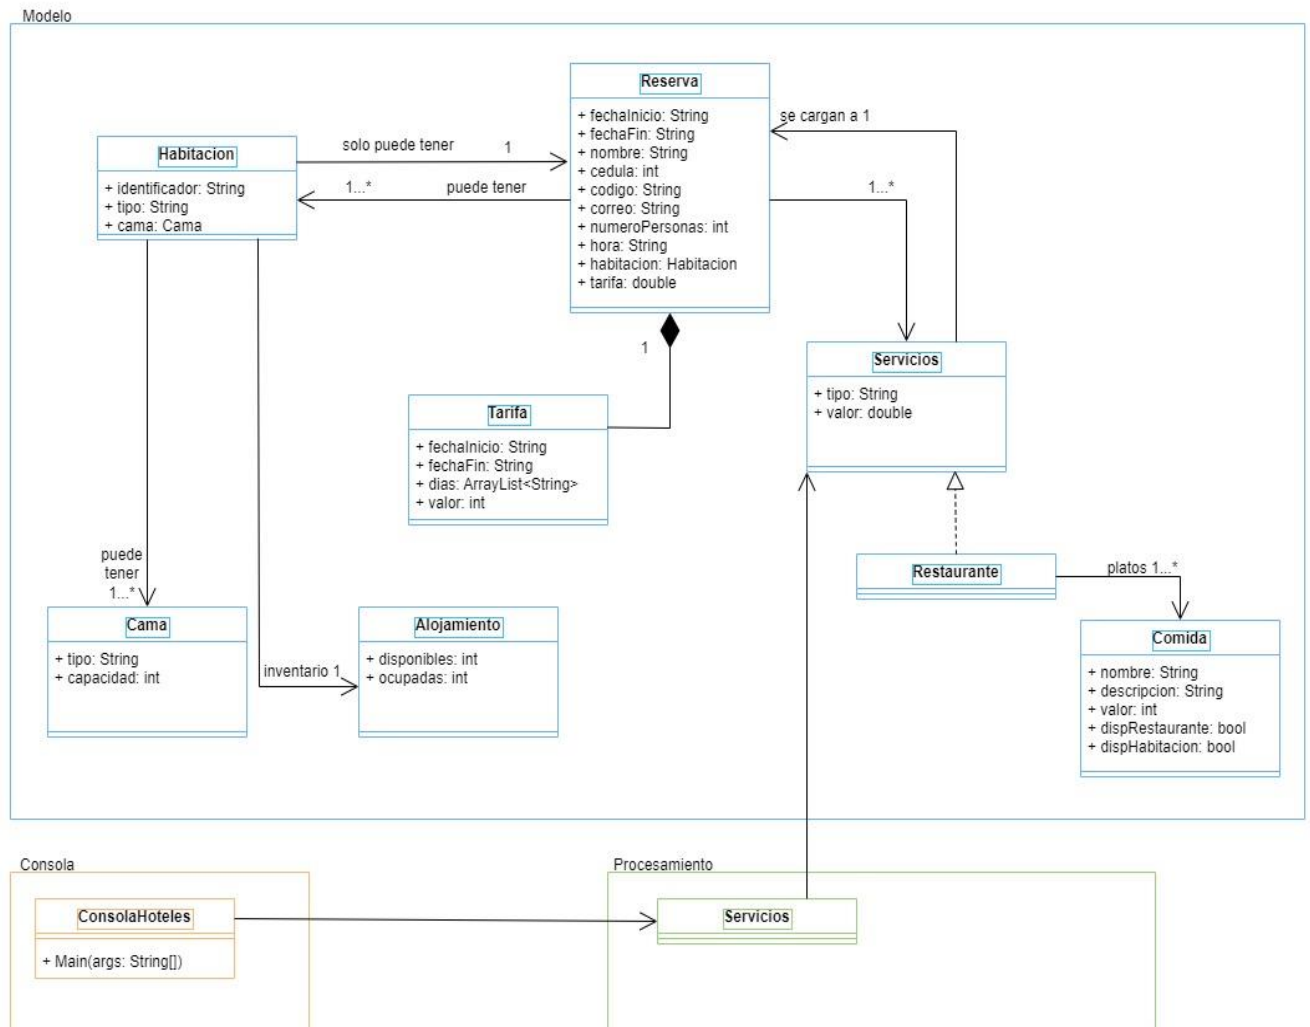 Modelo
Reserva
+ fechaInicio: String
+ fechaFin: String
+ nombre: String
+ cedula: int
+ codigo: String
+ correo: String
+ numeroPersonas: int
+ hora: String
+ habitacion: Habitacion
+ tarifa: double
se cargan a 1
solo puede tener 1
1...* puede tener
1...*
Habitacion
+ identificador: String
+ tipo: String
+ cama: Cama
1
Servicios
+ tipo: String
+ valor: double
Tarifa
+ fechaInicio: String
+ fechaFin: String
+ dias: ArrayList<String>
+ valor: int
puede
tener
1...*
Restaurante
platos 1...*
Cama
+ tipo: String
+ capacidad: int
inventario 1
Alojamiento
+ disponibles: int
+ ocupadas: int
Comida
+ nombre: String
+ descripcion: String
+ valor: int
+ dispRestaurante: bool
+ dispHabitacion: bool
Consola
ConsolaHoteles
+ Main(args: String[])
Procesamiento
Servicios